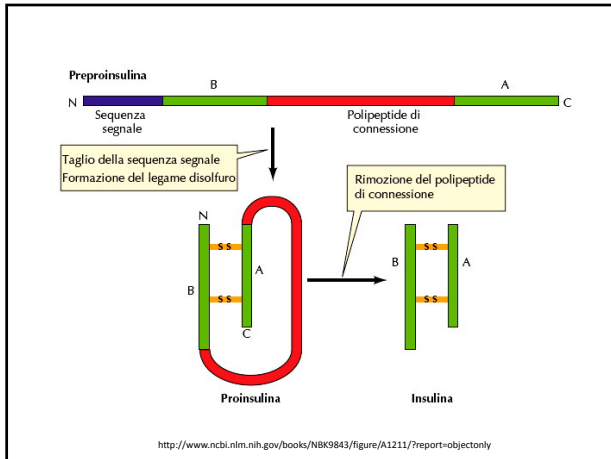 Preproinsulina
B
A
N
C
Sequenza
segnale
Polipeptide di
connessione
Taglio della sequenza segnale
Formazione del legame disolfuro
Rimozione del polipeptide
di connessione
N
S S
A
B
S S
C
S S
B
A
S S
Proinsulina
Insulina
http://www.ncbi.nlm.nih.gov/books/NBK9843/figure/A1211/?report=objectonly